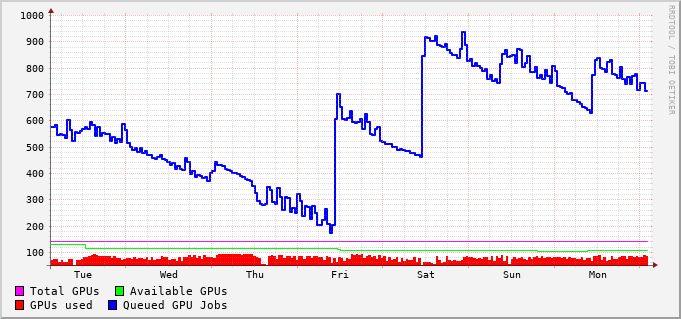 1000
900
800
700
600
500
400
300
200
100
Tue Wed Thu Fri Sat Sun Mon
Total GPUs Available GPUs
GPUs used Queued GPU Jobs
RRDTOOL / TOBI OETIKER